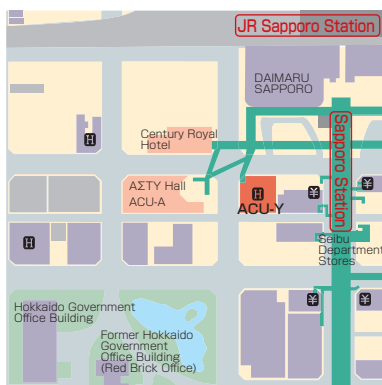 JR Sapporo Station
DAIMARU
SAPPORO
Century Royal
Hotel
Sapporo Station
H
¥
¥
AΣTY Hall
ACU-A
H
ACU-Y
H
Seibu
Department
Stores
¥
¥
Hokkaido Government
Office Building
Former Hokkaido
Government
Office Building
(Red Brick Office)